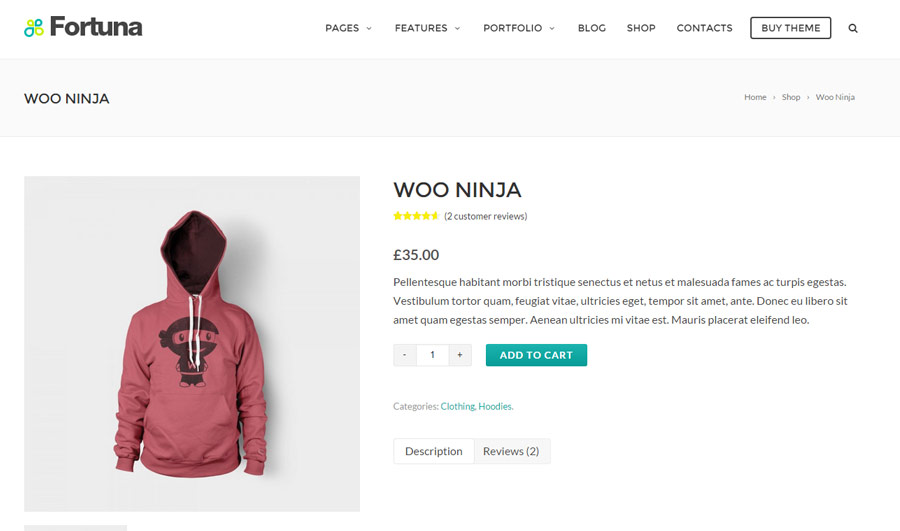 Fortuna
PAGES FEATURES PORTFOLIO BLOG SHOP CONTACTS BUY THEME
WOO NINJA
Home › Shop › Woo Ninja
WOO NINJA
(2 customer reviews)
£35.00
Pellentesque habitant morbi tristique senectus et netus et malesuada fames ac turpis egestas.
Vestibulum tortor quam, feugiat vitae, ultricies eget, tempor sit amet, ante. Donec eu libero sit
amet quam egestas semper. Aenean ultricies mi vitae est. Mauris placerat eleifend leo.
- 1 + ADD TO CART
Categories: Clothing, Hoodies.
Description Reviews (2)
W